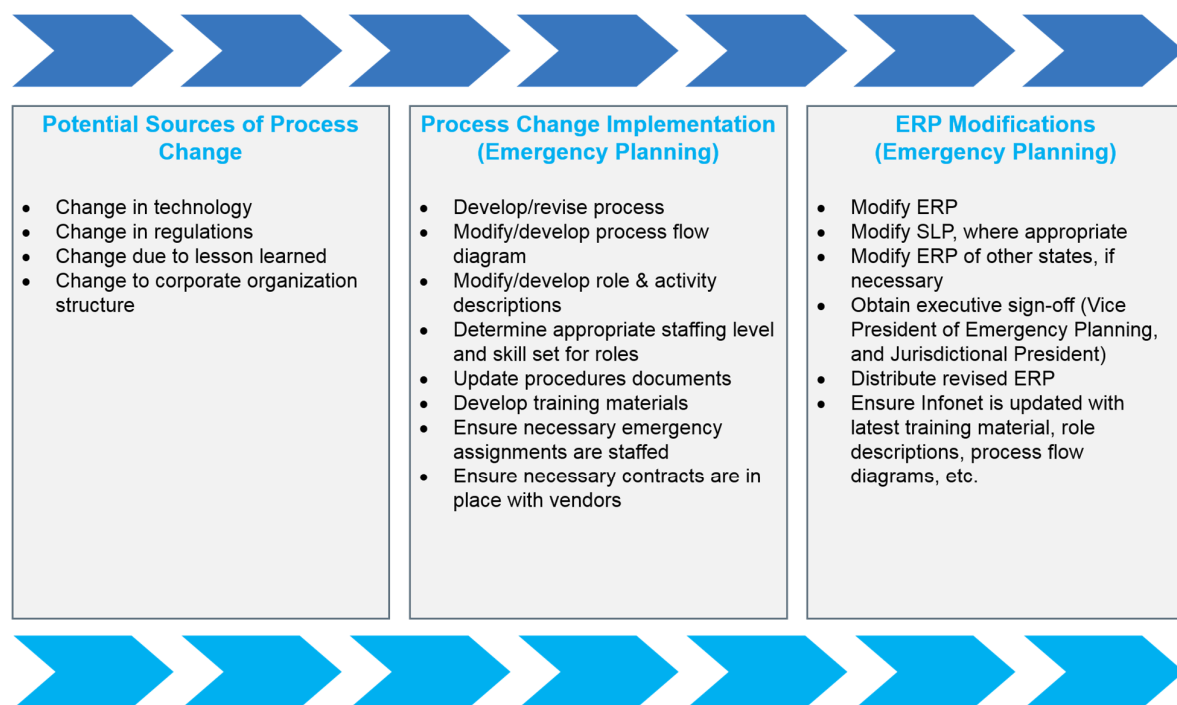 Potential Sources of Process
Change
• Change in technology
• Change in regulations
• Change due to lesson learned
• Change to corporate organization
structure
Process Change Implementation
(Emergency Planning)
• Develop/revise process
• Modify/develop process flow
diagram
• Modify/develop role & activity
descriptions
• Determine appropriate staffing level
and skill set for roles
• Update procedures documents
• Develop training materials
• Ensure necessary emergency
assignments are staffed
• Ensure necessary contracts are in
place with vendors
ERP Modifications
(Emergency Planning)
• Modify ERP
• Modify SLP, where appropriate
• Modify ERP of other states, if
necessary
• Obtain executive sign-off (Vice
President of Emergency Planning,
and Jurisdictional President)
• Distribute revised ERP
• Ensure Infonet is updated with
latest training material, role
descriptions, process flow
diagrams, etc.